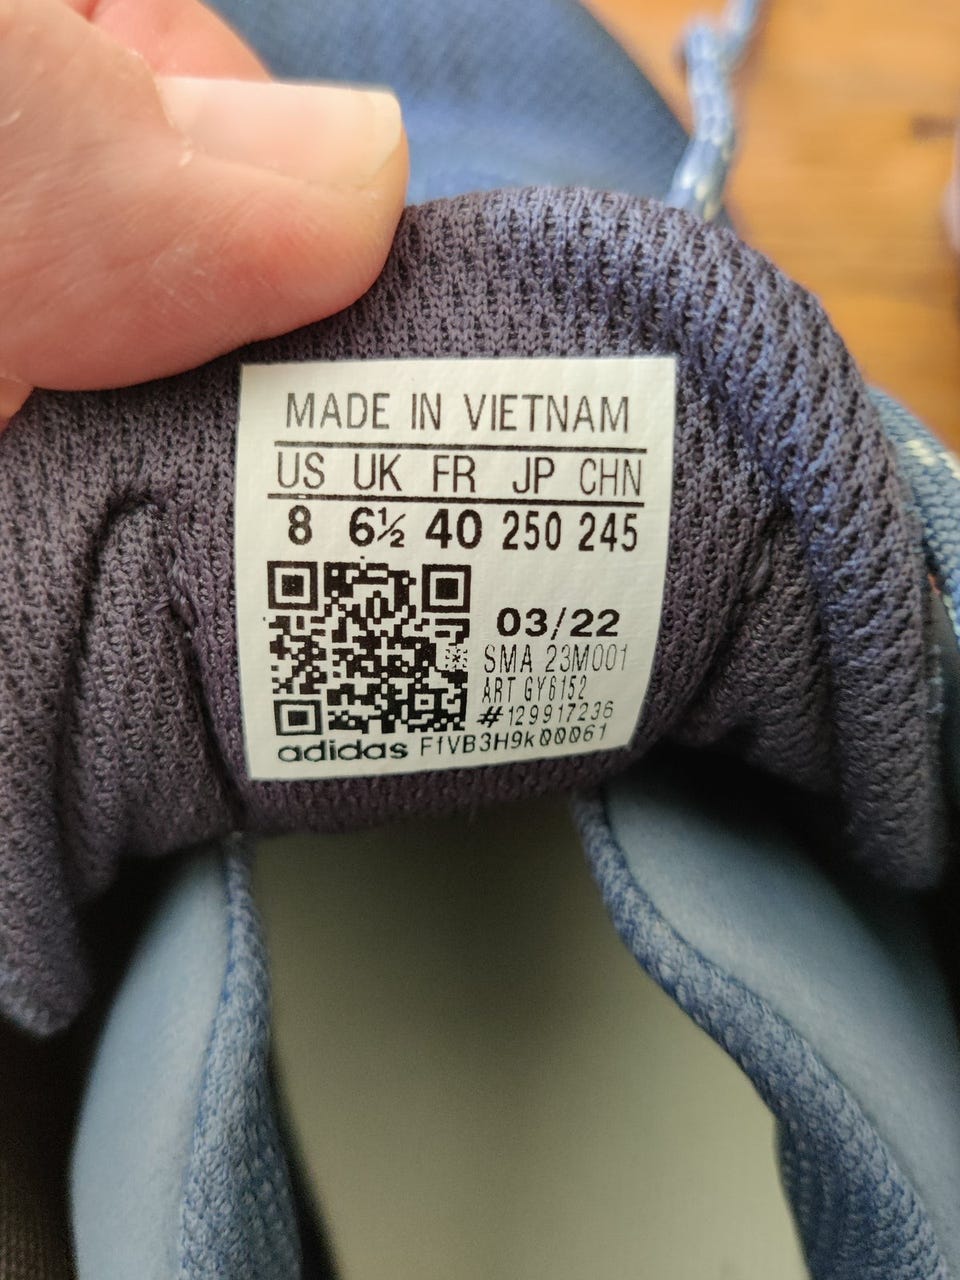 MADE IN VIETNAM
US UK FR JP CHN
8 6½ 40 250 245
03/22
SMA 23M001
ART GY6152
#129917236
adidas F1VB3H9k00061